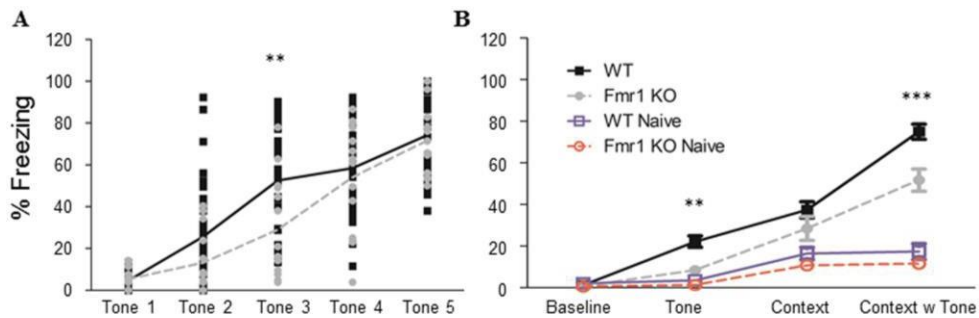 A
B
% Freezing
120
100
80
60
40
20
0
**
Tone 1 Tone 2 Tone 3 Tone 4 Tone 5
120
100
80
60
40
20
0
WT
Fmr1 KO
WT Naive
Fmr1 KO Naive
**
***
Baseline Tone Context Context w Tone